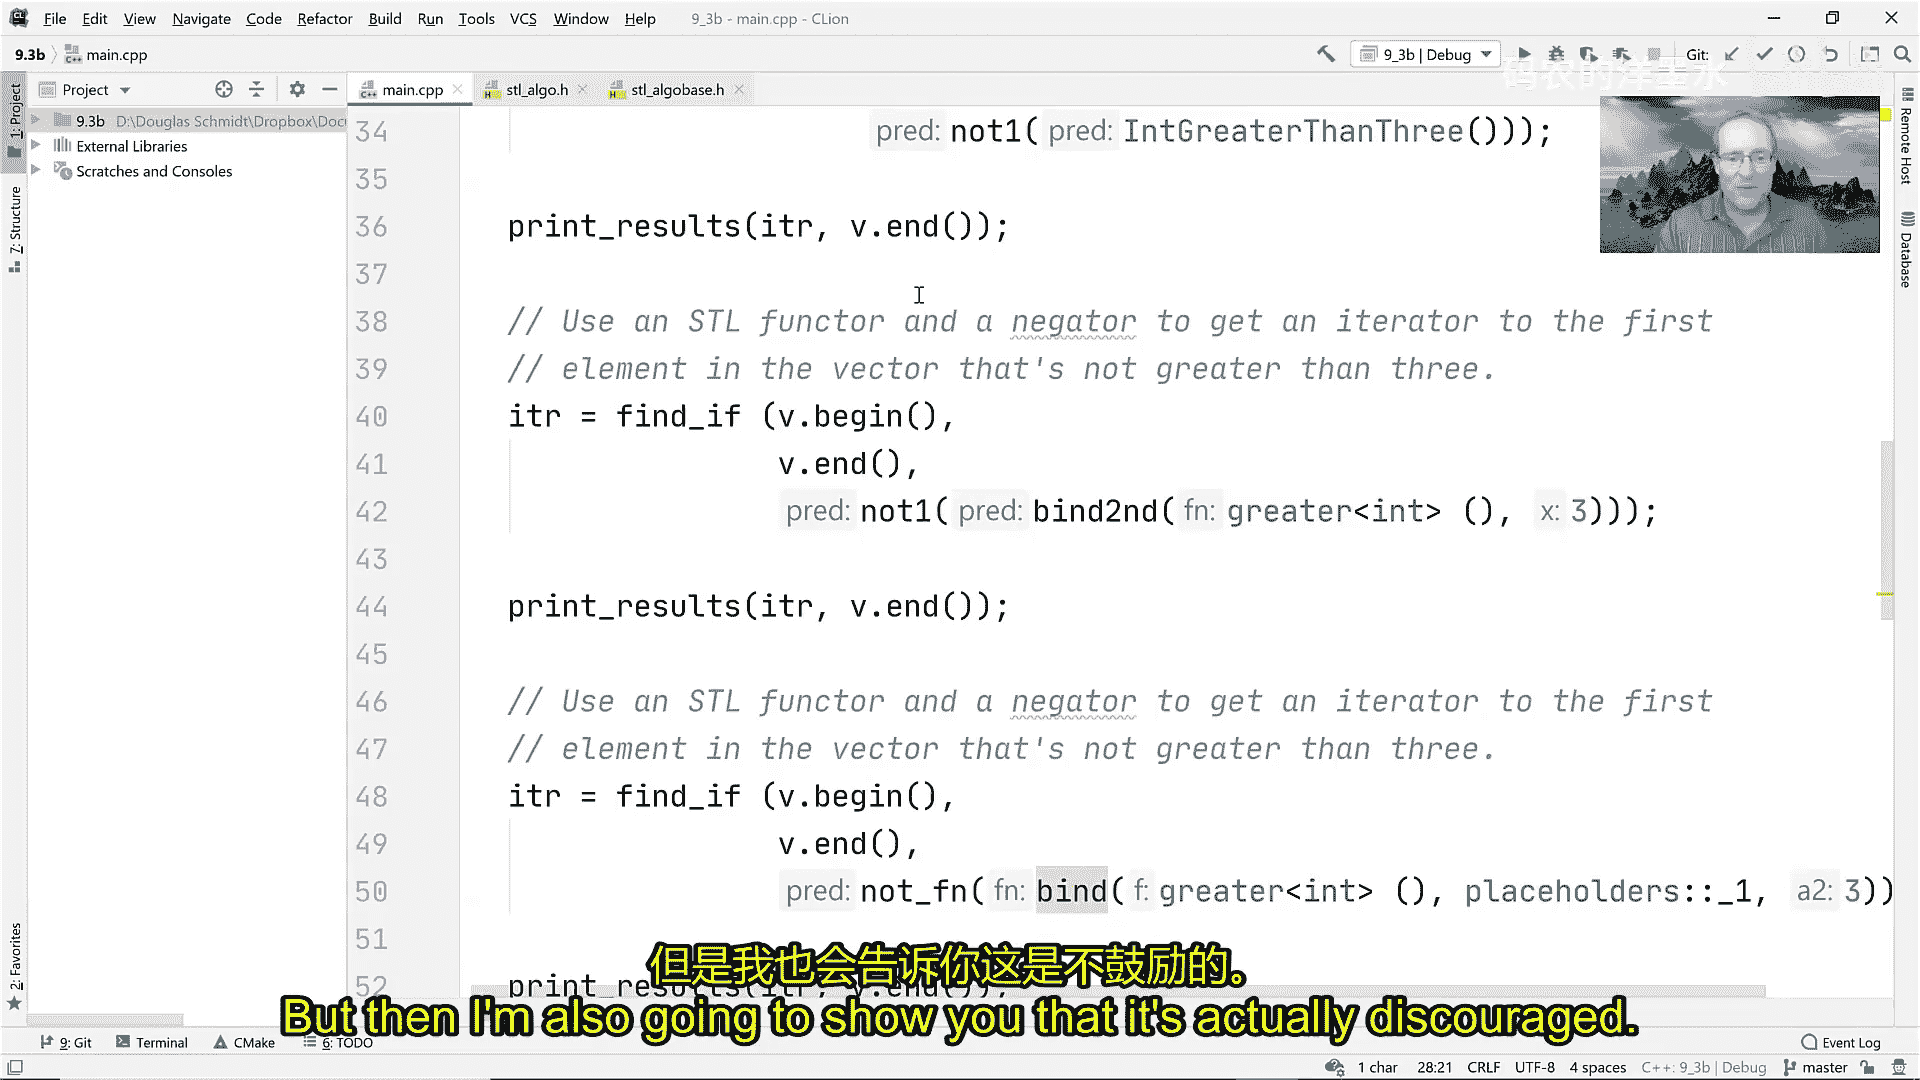 File Edit View Navigate Code Refactor Build Run Tools VCS Window Help 9_3b - main.cpp - CLion
9.3b main.cpp 9_3b | Debug Git:
码农的洋墨水
Project main.cpp stl_algo.h stl_algobase.h
1: Project
7: Structure
2: Favorites
9.3b D:\Douglas Schmidt\Dropbox\Docu
External Libraries
Scratches and Consoles
Remote Host
Database
34 pred: not1( pred: IntGreaterThanThree()));
35
36 print_results(itr, v.end());
37
38 // Use an STL functor and a negator to get an iterator to the first
39 // element in the vector that's not greater than three.
40 itr = find_if (v.begin(),
41 v.end(),
42 pred: not1( pred: bind2nd( fn: greater<int> (), x: 3)));
43
44 print_results(itr, v.end());
45
46 // Use an STL functor and a negator to get an iterator to the first
47 // element in the vector that's not greater than three.
48 itr = find_if (v.begin(),
49 v.end(),
50 pred: not_fn( fn: bind( f: greater<int> (), placeholders::_1, a2: 3))
51
52 print_results(itr, v.end());
但是我也会告诉你这是不鼓励的。
But then I'm also going to show you that it's actually discouraged.
9: Git Terminal CMake 6: TODO Event Log
1 char 28:21 CRLF UTF-8 4 spaces C++: 9_3b | Debug master